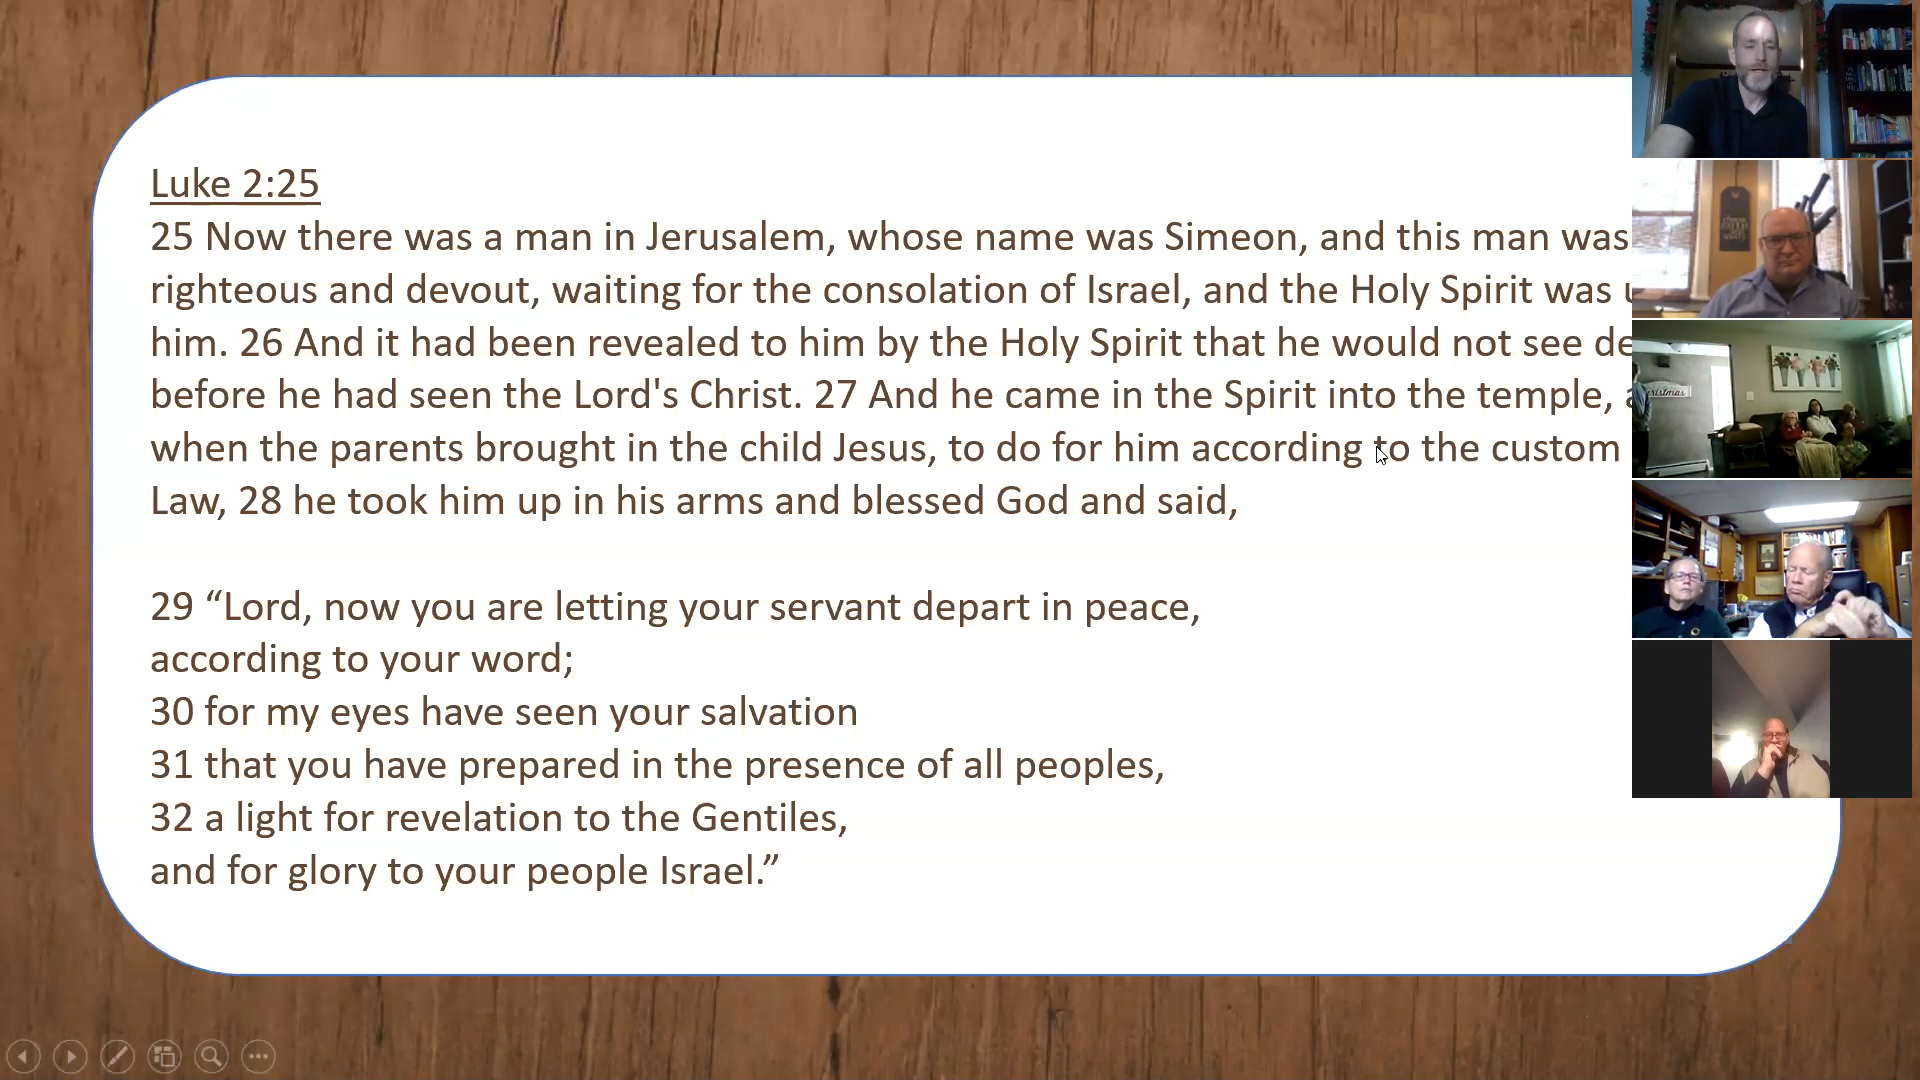 Luke 2:25
25 Now there was a man in Jerusalem, whose name was Simeon, and this man was
righteous and devout, waiting for the consolation of Israel, and the Holy Spirit was
him. 26 And it had been revealed to him by the Holy Spirit that he would not see de
before he had seen the Lord's Christ. 27 And he came in the Spirit into the temple,
when the parents brought in the child Jesus, to do for him according to the custom
Law, 28 he took him up in his arms and blessed God and said,
29 “Lord, now you are letting your servant depart in peace,
according to your word;
30 for my eyes have seen your salvation
31 that you have prepared in the presence of all peoples,
32 a light for revelation to the Gentiles,
and for glory to your people Israel.”